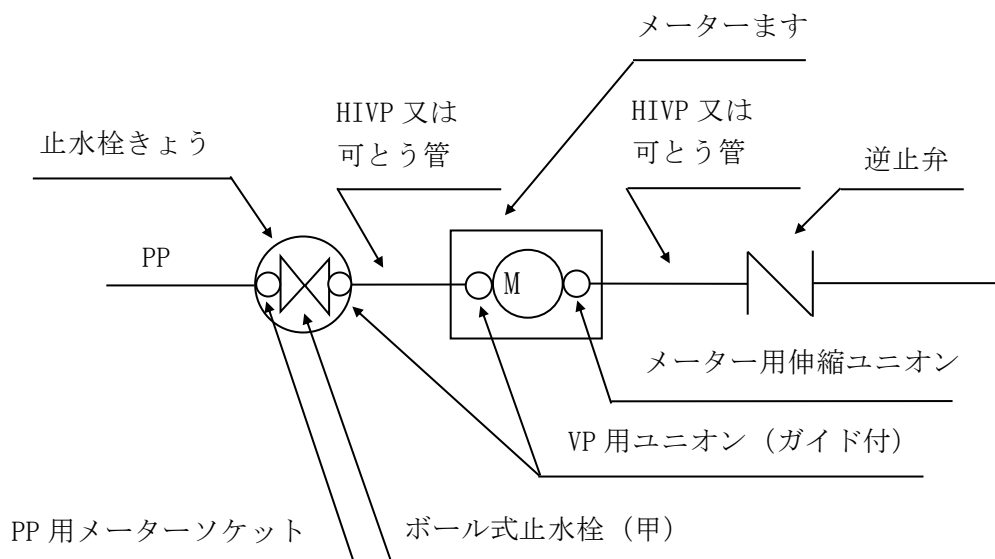 メーターます
HIVP 又は
可とう管
HIVP 又は
可とう管
止水栓きょう
逆止弁
PP
M
メーター用伸縮ユニオン
VP 用ユニオン（ガイド付）
PP 用メーターソケット
ボール式止水栓（甲）